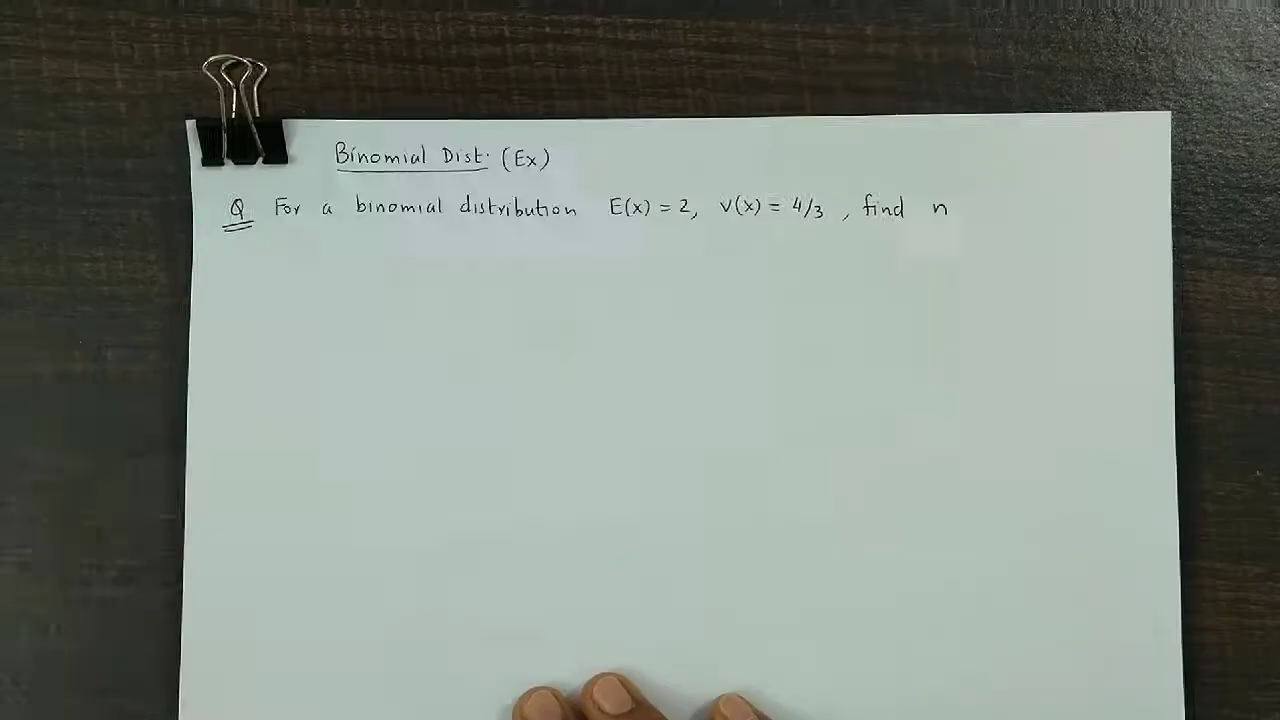 Binomial Dist. (Ex)
Q For a binomial distribution E(x) = 2, V(x) = 4/3 , find n